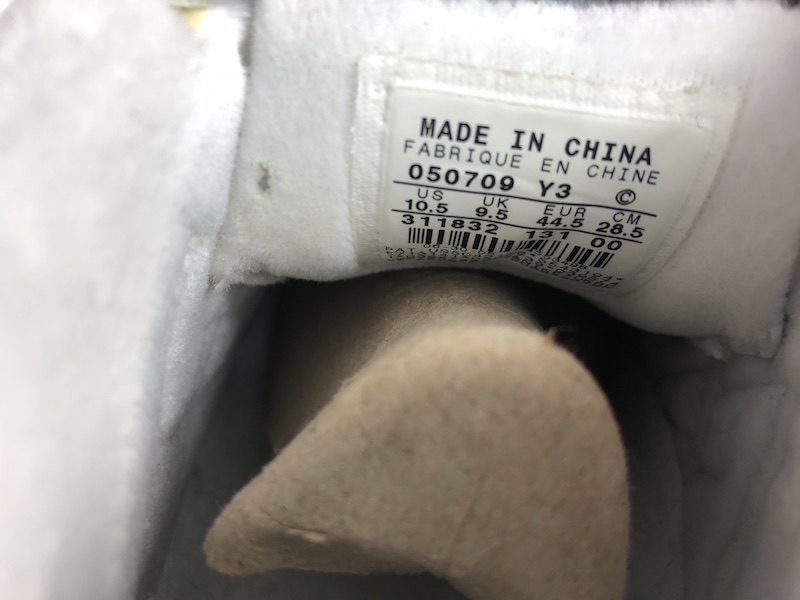 MADE IN CHINA
FABRIQUE EN CHINE
050709 Y3 ©
US UK EUR CM
10.5 9.5 44.5 28.5
311832 131 00